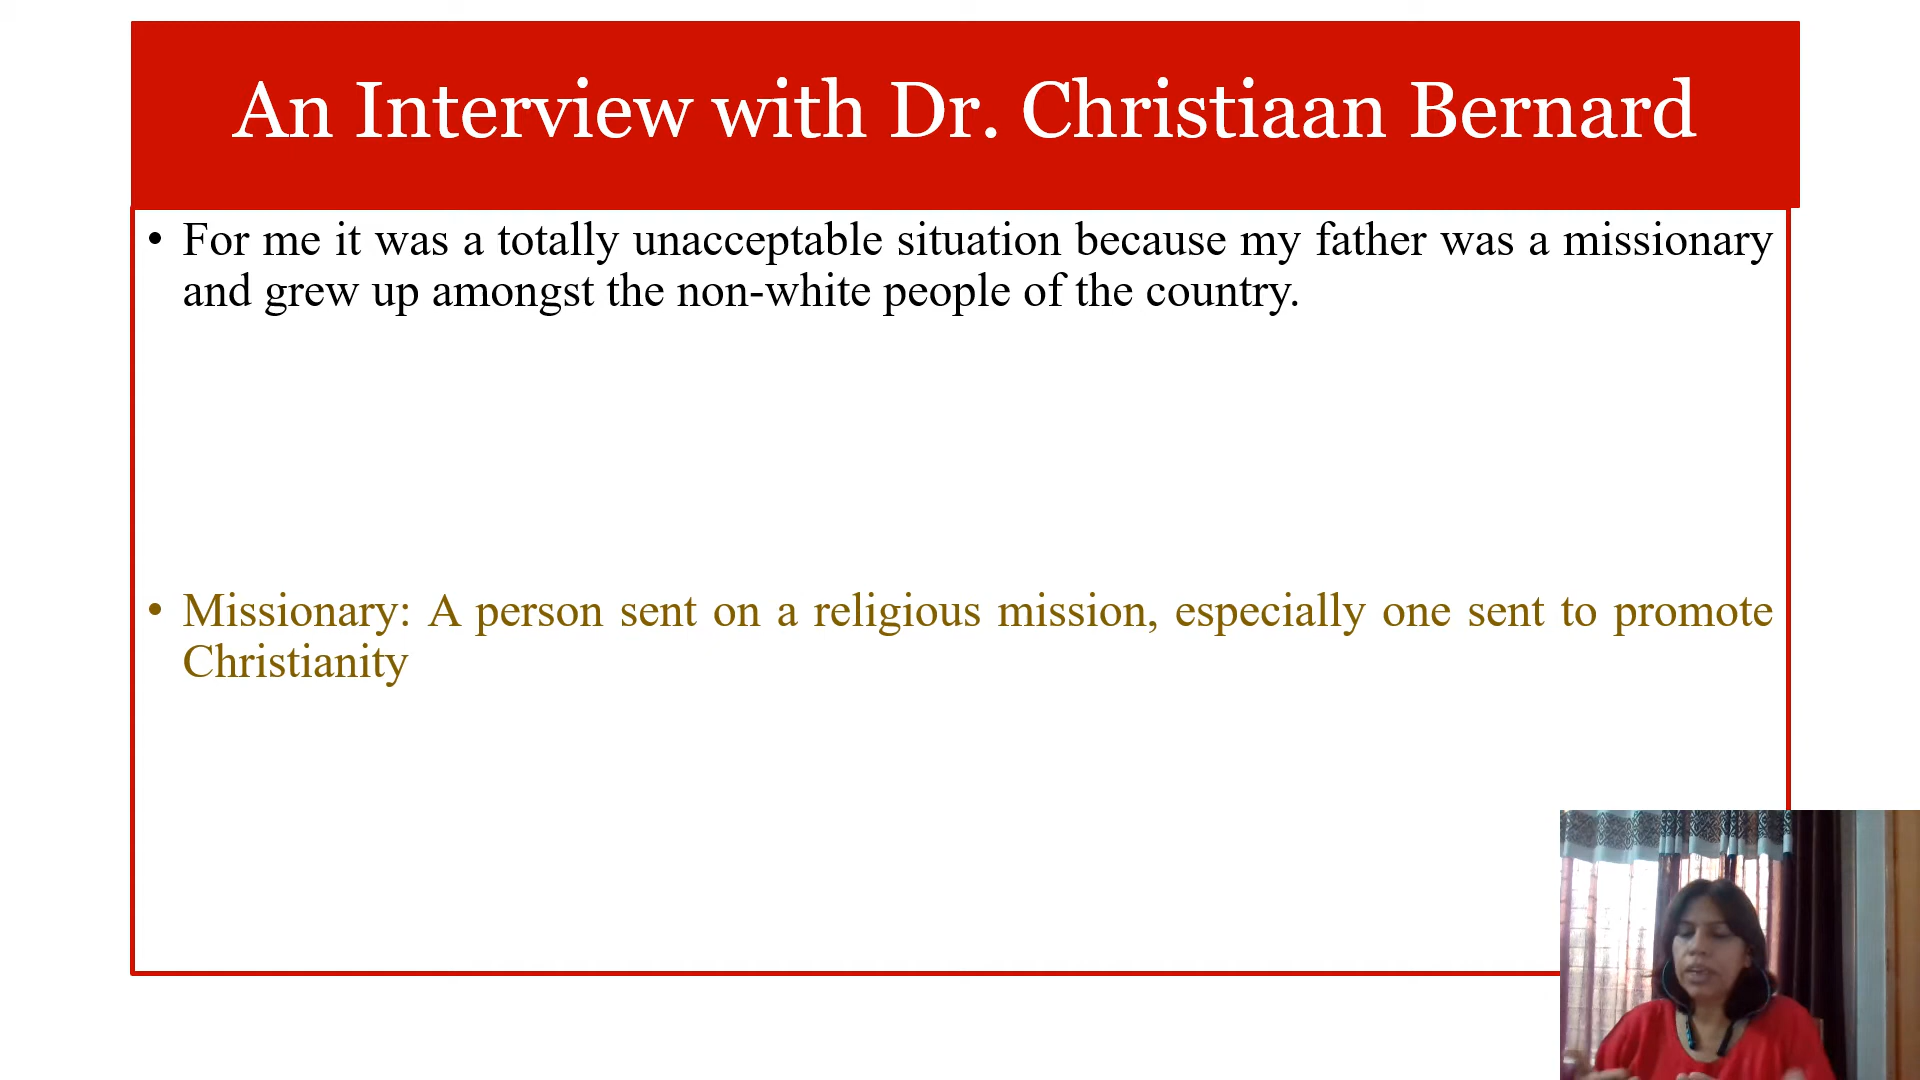 An Interview with Dr. Christiaan Bernard
• For me it was a totally unacceptable situation because my father was a missionary
and grew up amongst the non-white people of the country.
• Missionary: A person sent on a religious mission, especially one sent to promote
Christianity